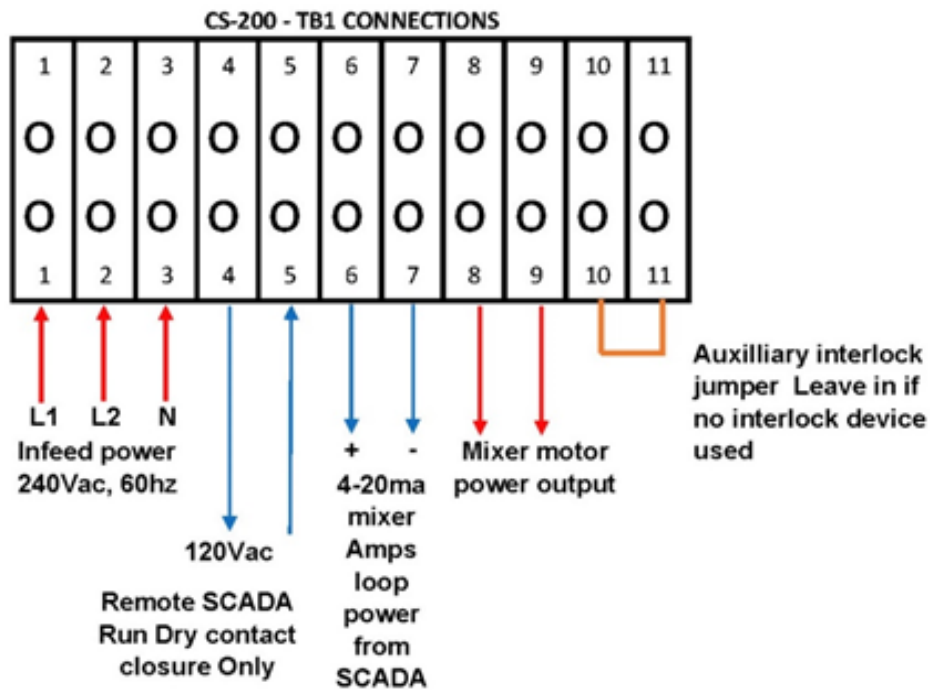 CS-200 - TB1 CONNECTIONS
1 2 3 4 5 6 7 8 9 10 11
O O O O O O O O O O O
O O O O O O O O O O O
1 2 3 4 5 6 7 8 9 10 11
L1 L2 N
Infeed power
240Vac, 60hz
120Vac
Remote SCADA
Run Dry contact
closure Only
+ -
4-20ma
mixer
Amps
loop
power
from
SCADA
Mixer motor
power output
Auxilliary interlock
jumper Leave in if
no interlock device
used